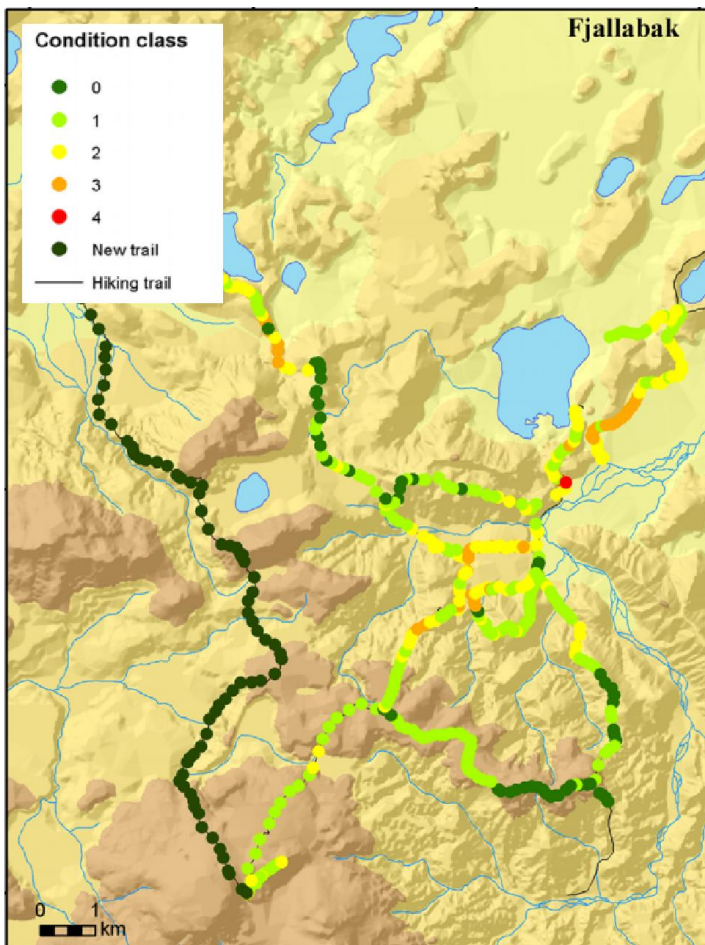 Fjallabak
Condition class
0
1
2
3
4
New trail
Hiking trail
0 1
km